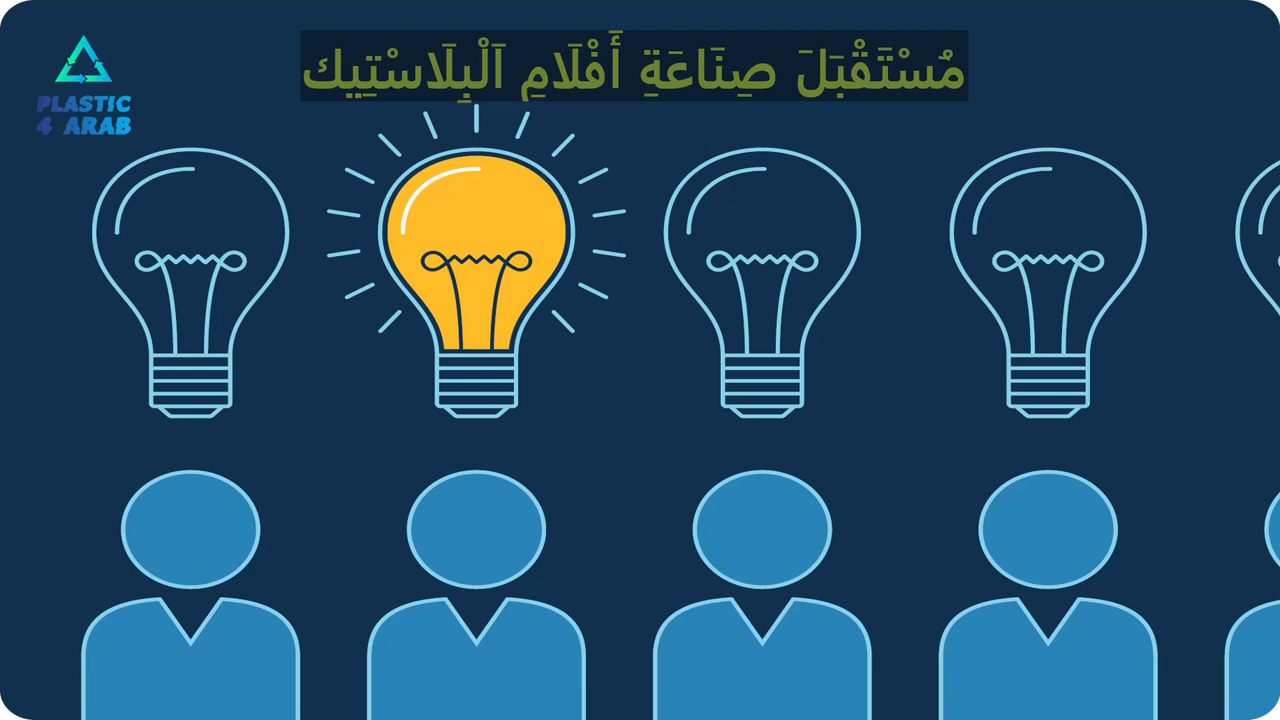 مُسْتَقْبَلَ صِنَاعَةِ أَفْلَامِ اَلْبِلَاسْتِيك
PLASTIC
4 ARAB